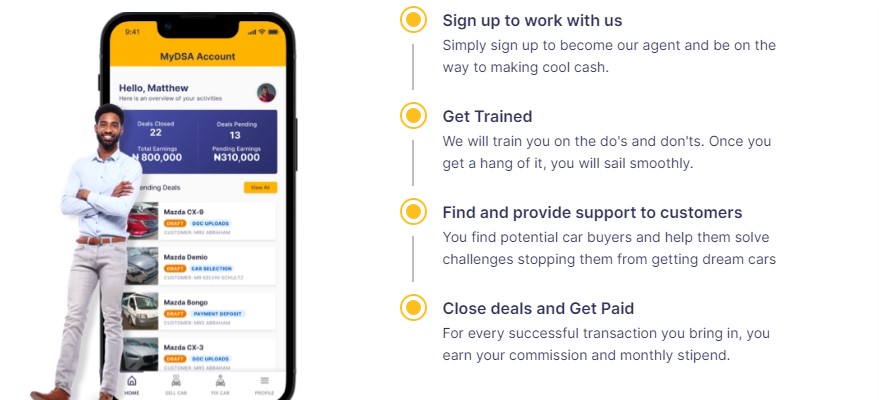 9:41
MyDSA Account
Hello, Matthew
Here is an overview of your activities
Deals Closed
22
Deals Pending
13
Total Earnings
₦ 800,000
Pending Earnings
₦310,000
ending Deals
View All
Mazda CX-9
DRAFT DOC UPLOADS
CUSTOMER: MRS ABRAHAM
Mazda Demio
DRAFT CAR SELECTION
CUSTOMER: MR KELVIN SCHULTZ
Mazda Bongo
DRAFT PAYMENT DEPOSIT
CUSTOMER: MRS ABRAHAM
Mazda CX-3
DRAFT DOC UPLOADS
CUSTOMER: MRS ABRAHAM
HOME
SELL CAR
FIX CAR
PROFILE
Sign up to work with us
Simply sign up to become our agent and be on the
way to making cool cash.
Get Trained
We will train you on the do's and don'ts. Once you
get a hang of it, you will sail smoothly.
Find and provide support to customers
You find potential car buyers and help them solve
challenges stopping them from getting dream cars
Close deals and Get Paid
For every successful transaction you bring in, you
earn your commission and monthly stipend.